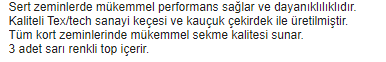 Sert zeminlerde mükemmel performans sağlar ve dayanıklılıklıdır.
Kaliteli Tex/tech sanayi keçesi ve kauçuk çekirdek ile üretilmiştir.
Tüm kort zeminlerinde mükemmel sekme kalitesi sunar.
3 adet sarı renkli top içerir.